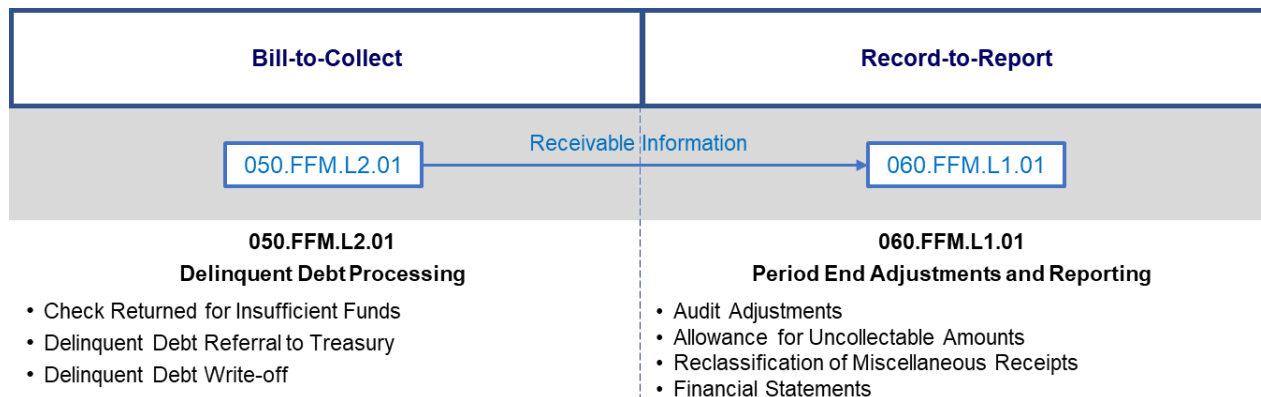 Bill-to-Collect
Record-to-Report
Receivable Information
050.FFM.L2.01
060.FFM.L1.01
050.FFM.L2.01
Delinquent Debt Processing
• Check Returned for Insufficient Funds
• Delinquent Debt Referral to Treasury
• Delinquent Debt Write-off
060.FFM.L1.01
Period End Adjustments and Reporting
• Audit Adjustments
• Allowance for Uncollectable Amounts
• Reclassification of Miscellaneous Receipts
• Financial Statements